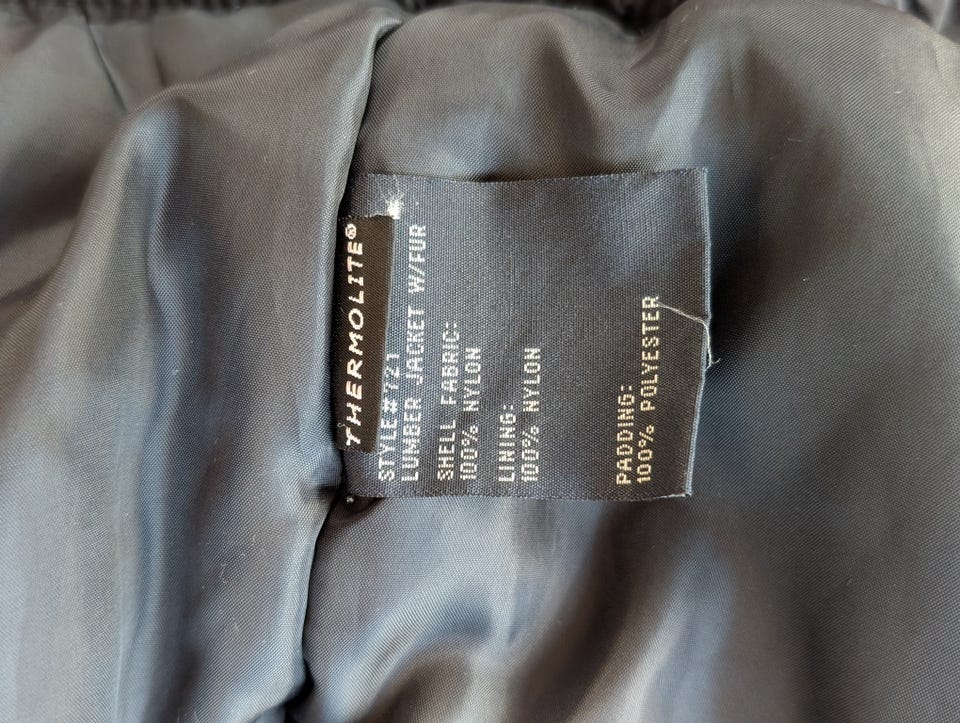 THERMOLITE®
STYLE#721
LUMBER JACKET W/FUR
SHELL FABRIC:
100% NYLON
LINING:
100% NYLON
PADDING:
100% POLYESTER